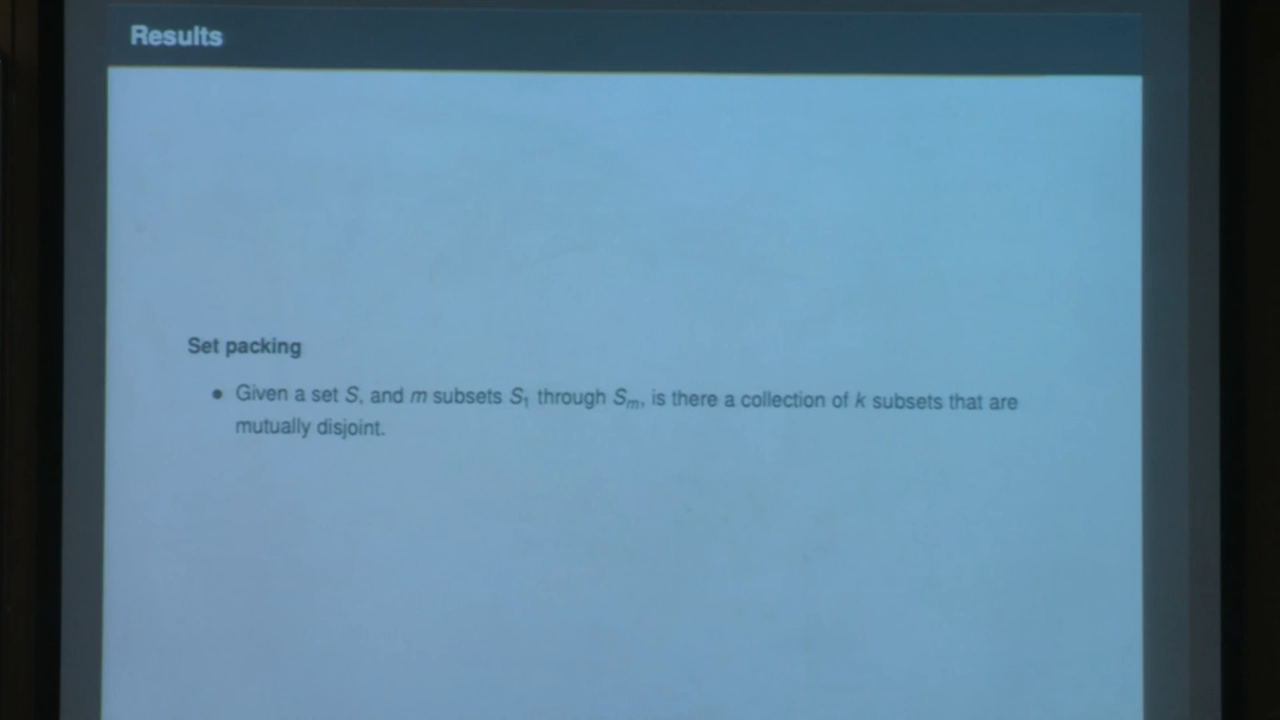 Results
Set packing
• Given a set S, and m subsets S₁ through Sₘ, is there a collection of k subsets that are
mutually disjoint.